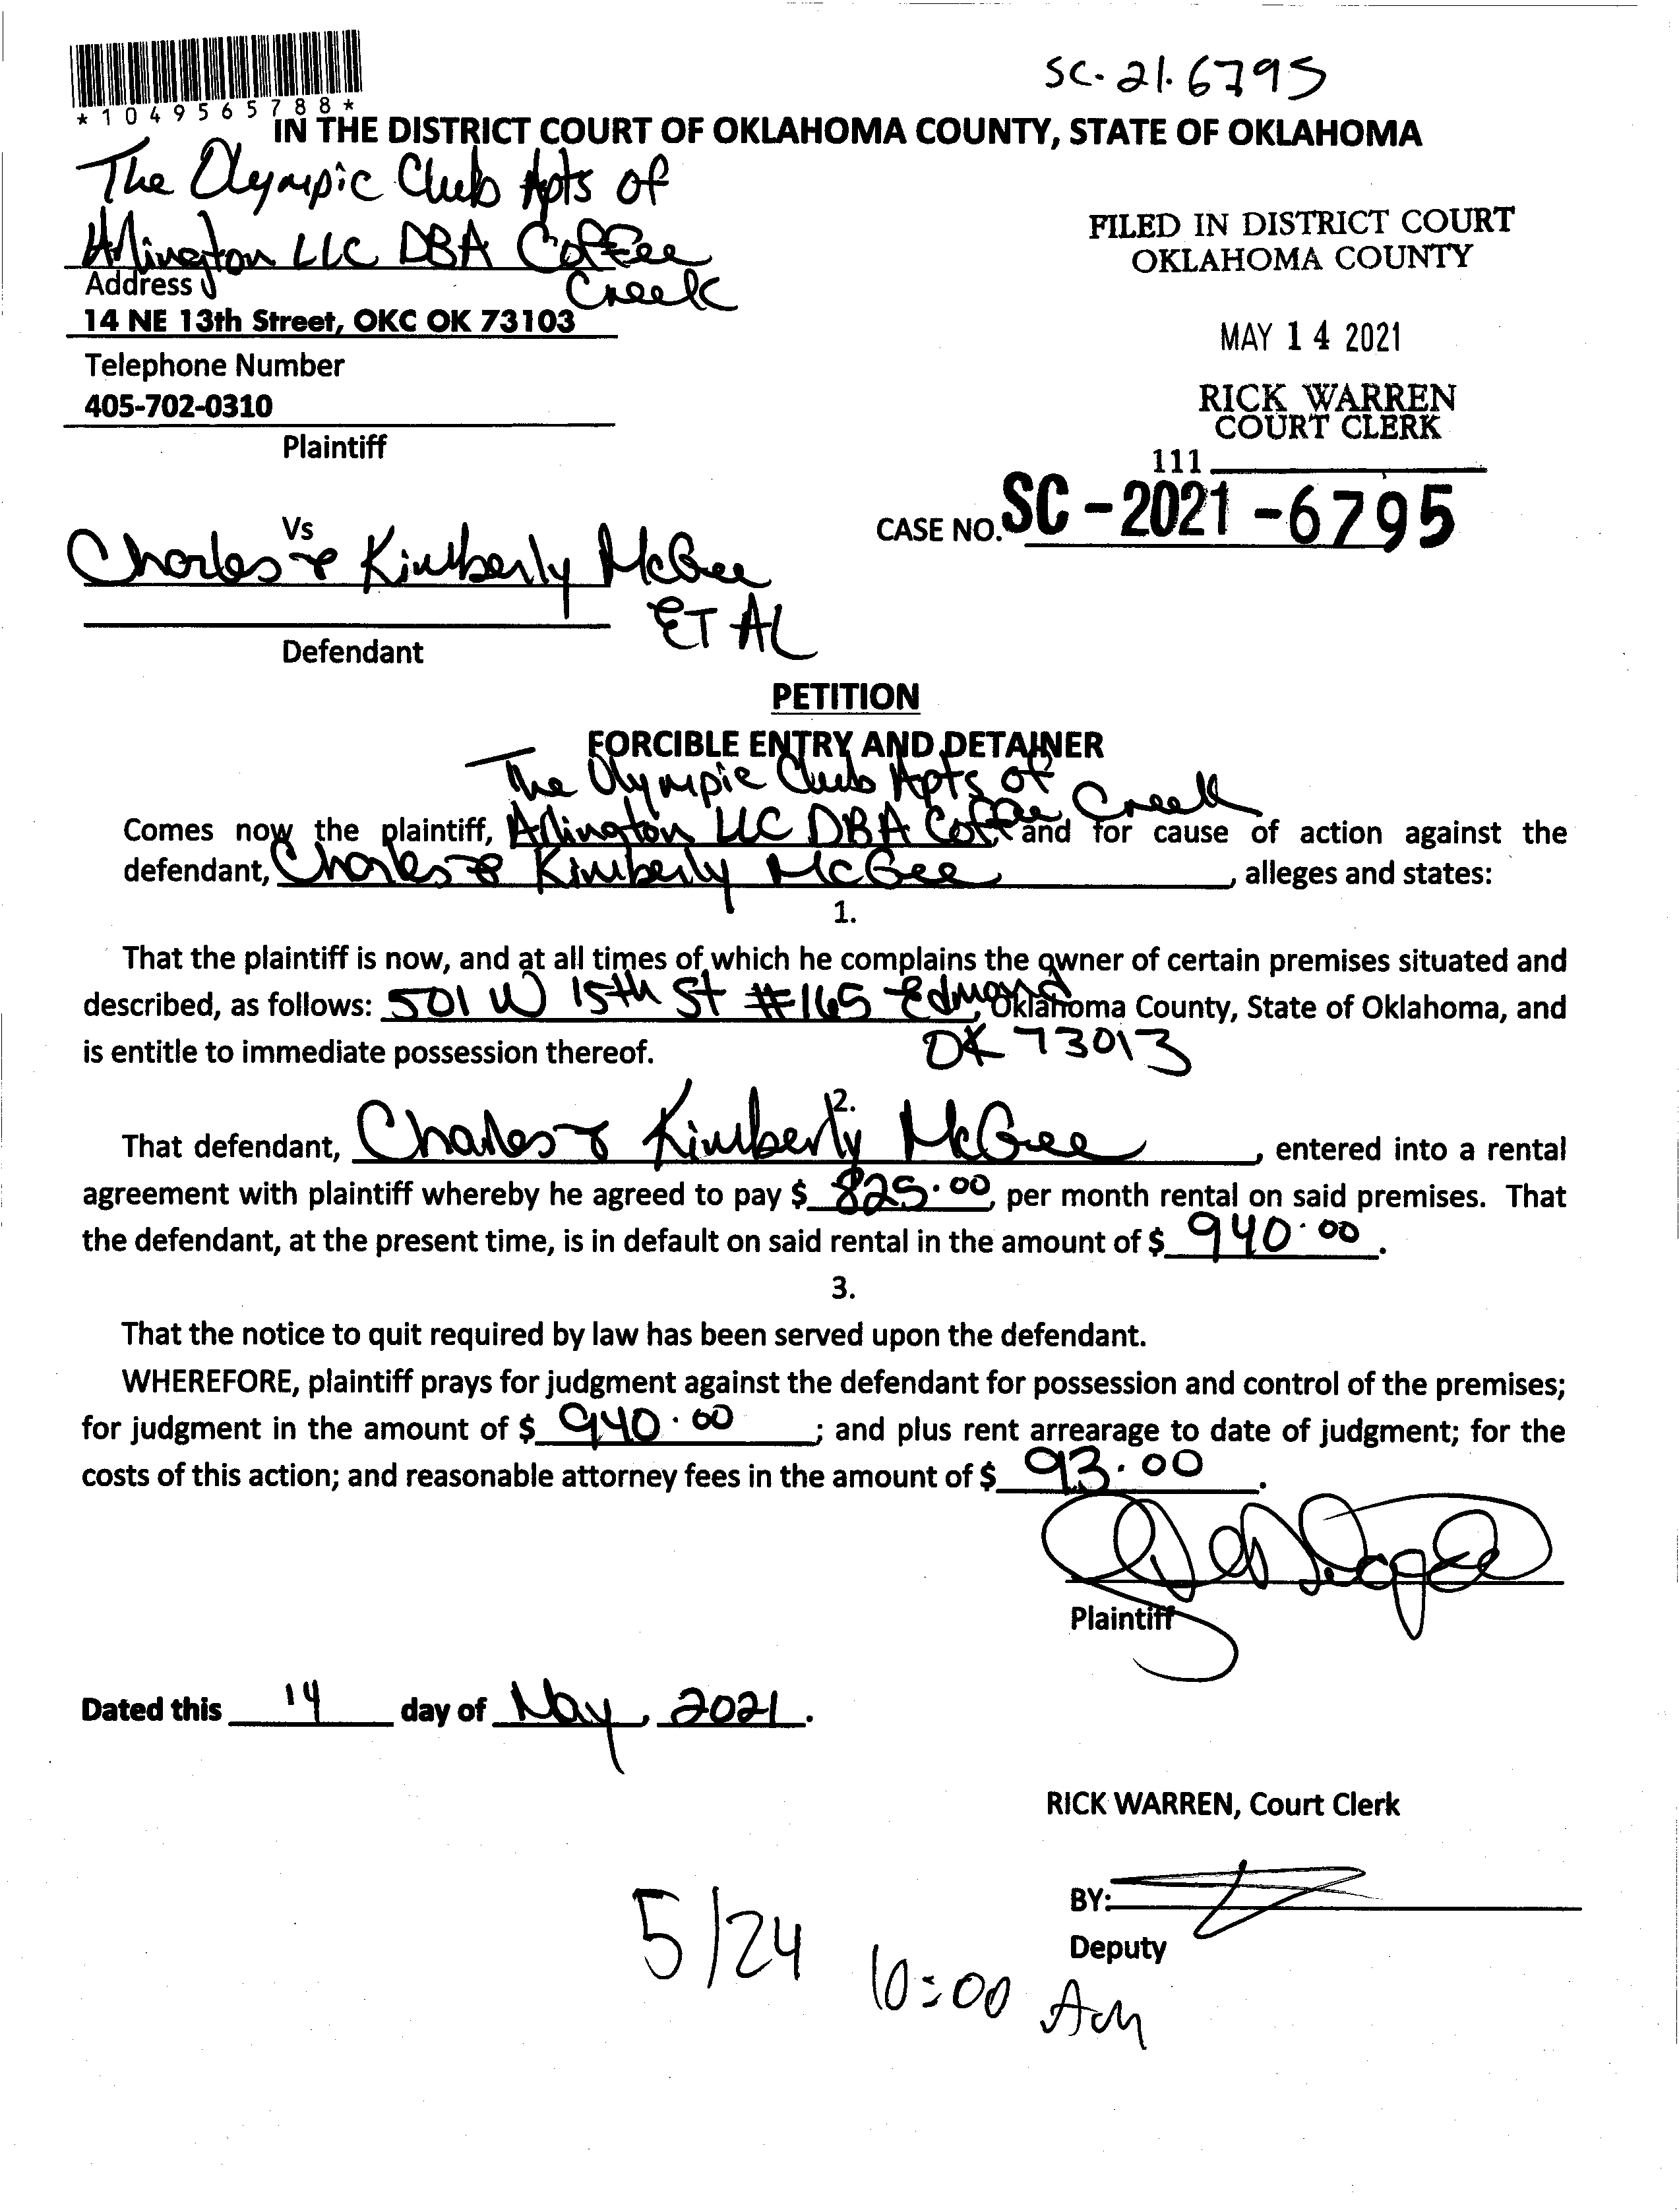 SC-21-6795
*1049565788*
IN THE DISTRICT COURT OF OKLAHOMA COUNTY, STATE OF OKLAHOMA
The Olympic Club Apts of
Arlington LLC DBA Coffee
Creek
Address
14 NE 13th Street, OKC OK 73103
Telephone Number
405-702-0310
Plaintiff
FILED IN DISTRICT COURT
OKLAHOMA COUNTY
MAY 14 2021
RICK WARREN
COURT CLERK
111
CASE NO. SC-2021-6795
Vs
Charles & Kimberly McGee
ET AL
Defendant
PETITION
FORCIBLE ENTRY AND DETAINER
The Olympic Club Apts of
Comes now the plaintiff, Arlington LLC DBA Coffee Creek, and for cause of action against the
defendant, Charles & Kimberly McGee, alleges and states:
1.
That the plaintiff is now, and at all times of which he complains the owner of certain premises situated and
described, as follows: 501 W 15th St #165 Edmond, Oklahoma County, State of Oklahoma, and
is entitle to immediate possession thereof. OK 73013
2.
That defendant, Charles & Kimberly McGee, entered into a rental
agreement with plaintiff whereby he agreed to pay $ 825.00, per month rental on said premises. That
the defendant, at the present time, is in default on said rental in the amount of $ 940.00.
3.
That the notice to quit required by law has been served upon the defendant.
WHEREFORE, plaintiff prays for judgment against the defendant for possession and control of the premises;
for judgment in the amount of $ 940.00; and plus rent arrearage to date of judgment; for the
costs of this action; and reasonable attorney fees in the amount of $ 93.00.
Plaintiff
Dated this 14 day of May, 2021.
RICK WARREN, Court Clerk
BY:
Deputy
5/24 10:00 AM